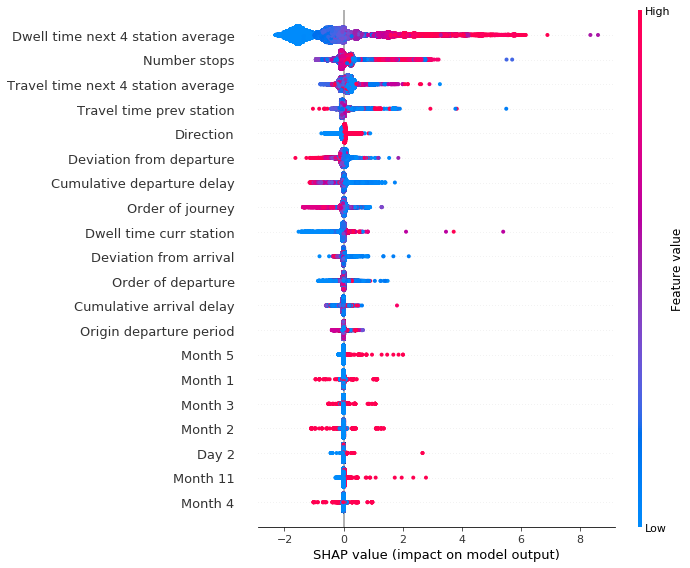 High
Dwell time next 4 station average
Number stops
Travel time next 4 station average
Travel time prev station
Direction
Deviation from departure
Cumulative departure delay
Order of journey
Dwell time curr station
Deviation from arrival
Order of departure
Cumulative arrival delay
Origin departure period
Month 5
Month 1
Month 3
Month 2
Day 2
Month 11
Month 4
Feature value
Low
−2 0 2 4 6 8
SHAP value (impact on model output)